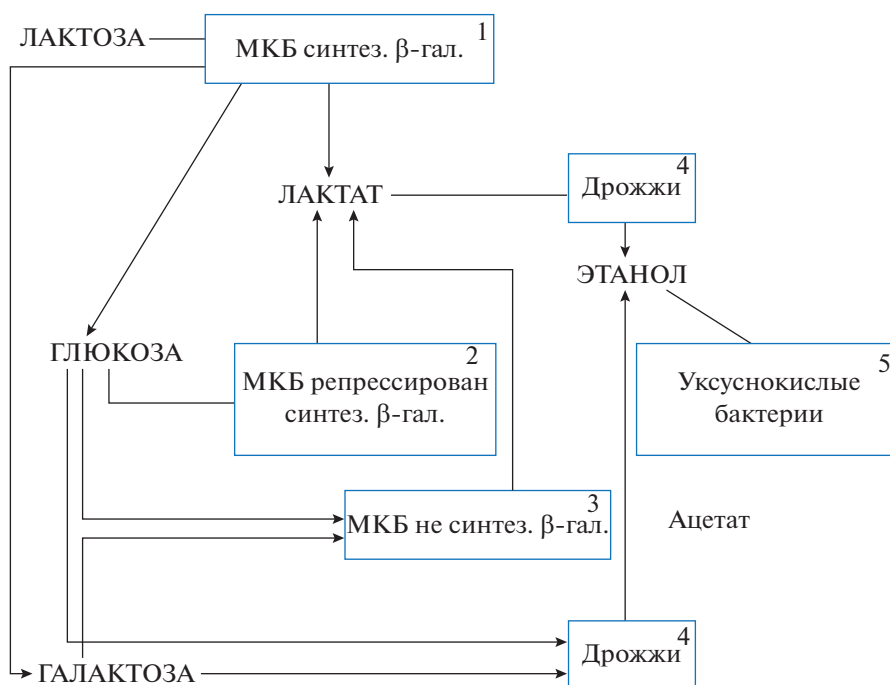 ЛАКТОЗА
МКБ синтез. β-гал.
1
ЛАКТАТ
Дрожжи
4
ЭТАНОЛ
ГЛЮКОЗА
МКБ репрессирован
синтез. β-гал.
2
Уксуснокислые
бактерии
5
МКБ не синтез. β-гал.
3
Ацетат
Дрожжи
4
ГАЛАКТОЗА